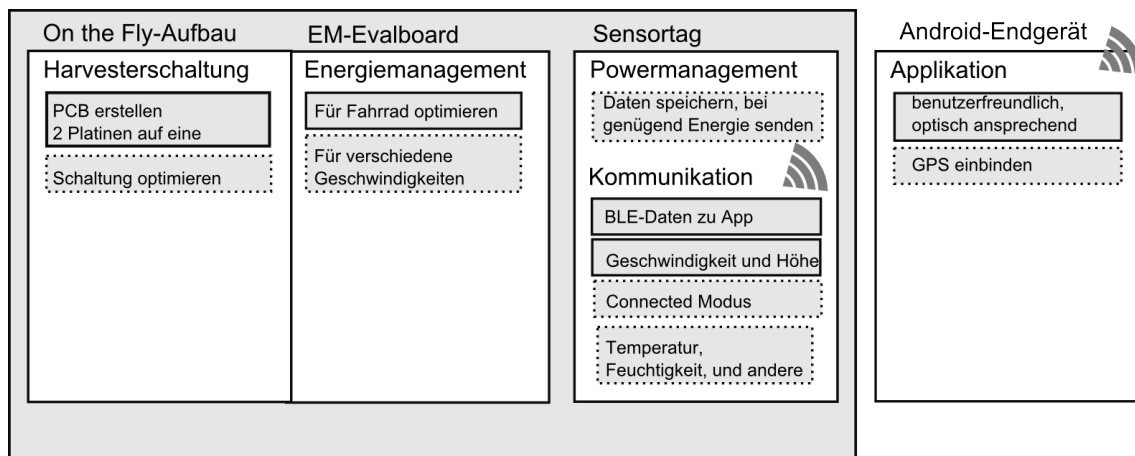 On the Fly-Aufbau
Harvesterschaltung
PCB erstellen
2 Platinen auf eine
Schaltung optimieren
EM-Evalboard
Energiemanagement
Für Fahrrad optimieren
Für verschiedene
Geschwindigkeiten
Sensortag
Powermanagement
Daten speichern, bei
genügend Energie senden
Kommunikation
BLE-Daten zu App
Geschwindigkeit und Höhe
Connected Modus
Temperatur,
Feuchtigkeit, und andere
Android-Endgerät
Applikation
benutzerfreundlich,
optisch ansprechend
GPS einbinden